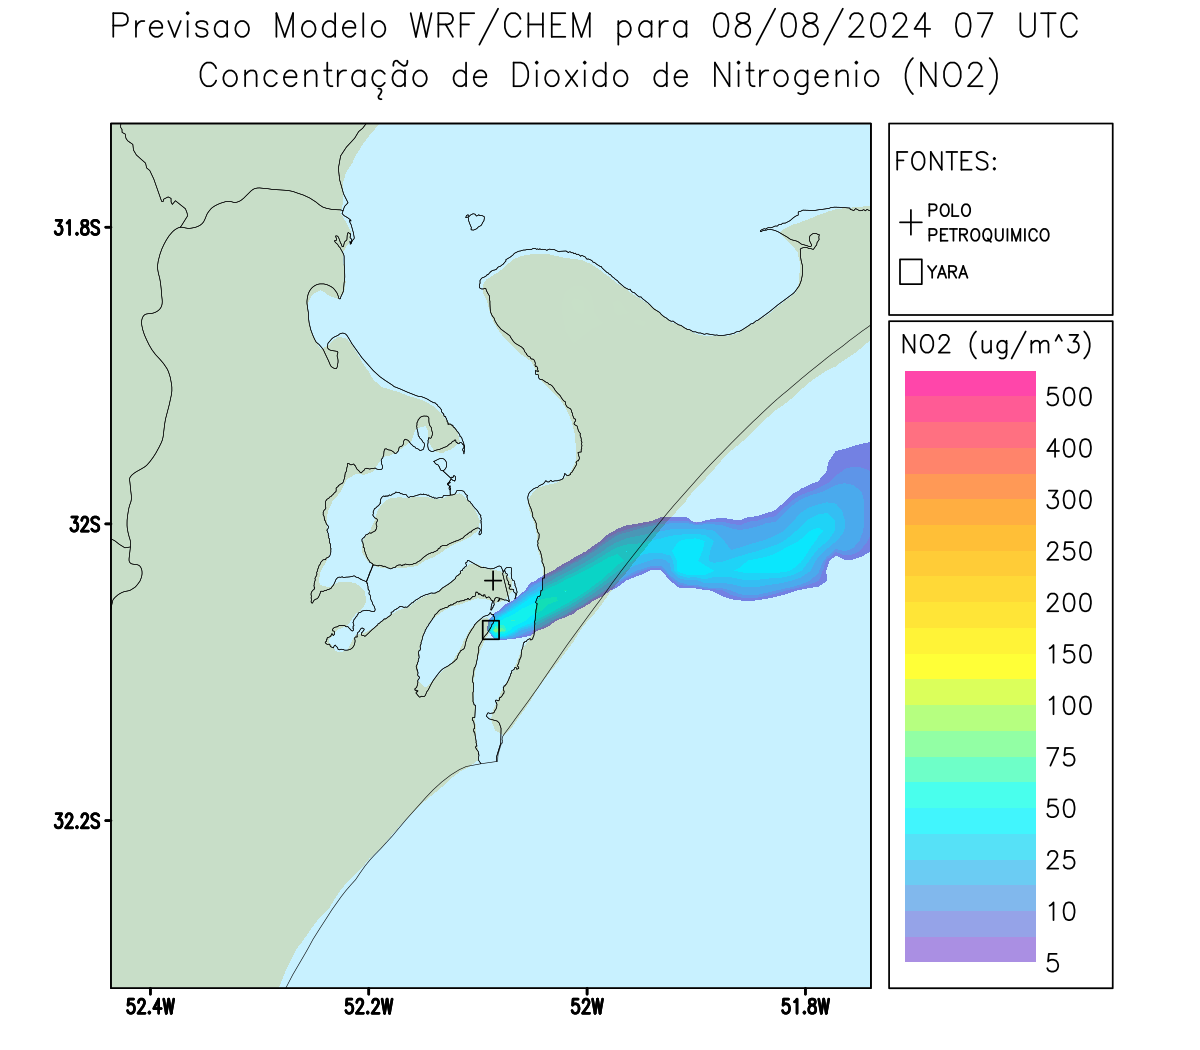 Previsao Modelo WRF/CHEM para 08/08/2024 07 UTC
Concentração de Dioxido de Nitrogenio (NO2)
FONTES:
POLO
PETROQUIMICO
YARA
NO2 (ug/m^3)
500
400
300
250
200
150
100
75
50
25
10
5
31.8S
32S
32.2S
52.4W
52.2W
52W
51.8W